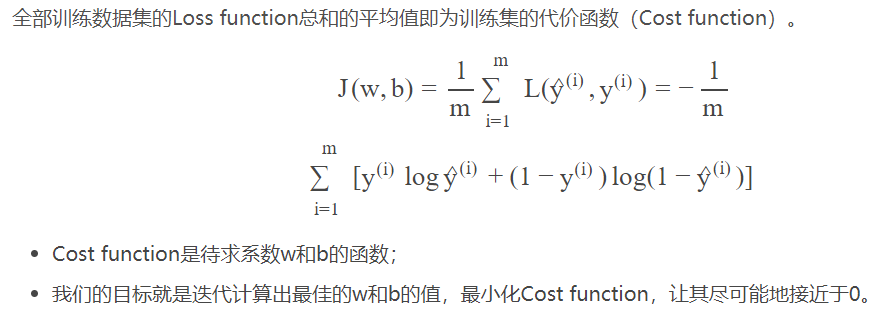 全部训练数据集的Loss function总和的平均值即为训练集的代价函数（Cost function）。
J(w, b) = \frac{1}{m} \sum_{i=1}^{m} L(ŷ^{(i)}, y^{(i)}) = - \frac{1}{m}
\sum_{i=1}^{m} [y^{(i)} log ŷ^{(i)} + (1 − y^{(i)}) log(1 − ŷ^{(i)})]
• Cost function是待求系数w和b的函数；
• 我们的目标就是迭代计算出最佳的w和b的值，最小化Cost function，让其尽可能地接近于0。